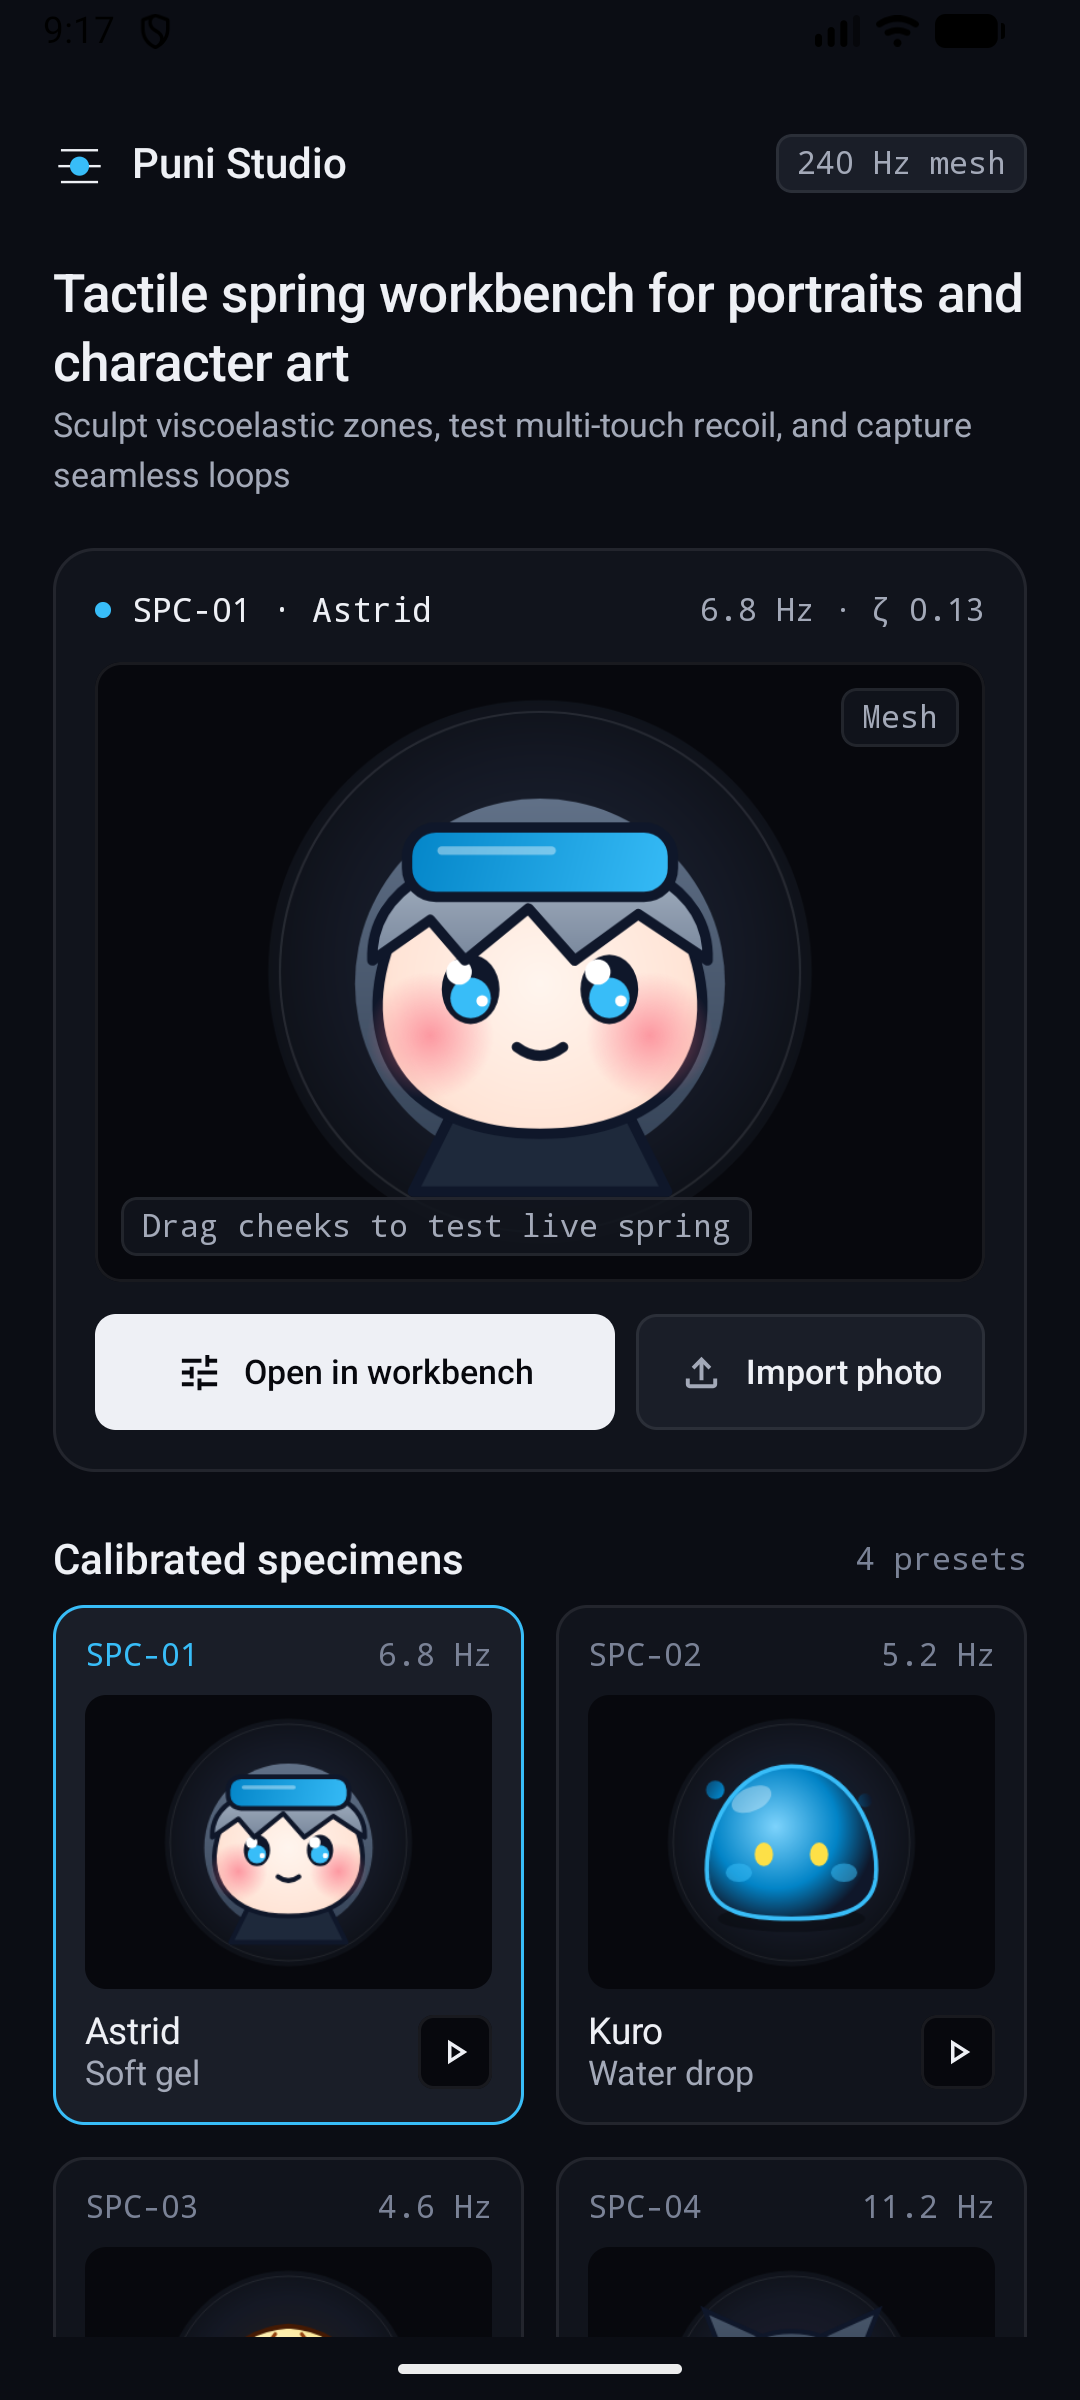 9:17
Puni Studio
240 Hz mesh
Tactile spring workbench for portraits and
character art
Sculpt viscoelastic zones, test multi-touch recoil, and capture
seamless loops
SPC-01 · Astrid
6.8 Hz · ζ 0.13
Mesh
Drag cheeks to test live spring
Open in workbench
Import photo
Calibrated specimens
4 presets
SPC-01
6.8 Hz
SPC-02
5.2 Hz
Astrid
Soft gel
Kuro
Water drop
SPC-03
4.6 Hz
SPC-04
11.2 Hz